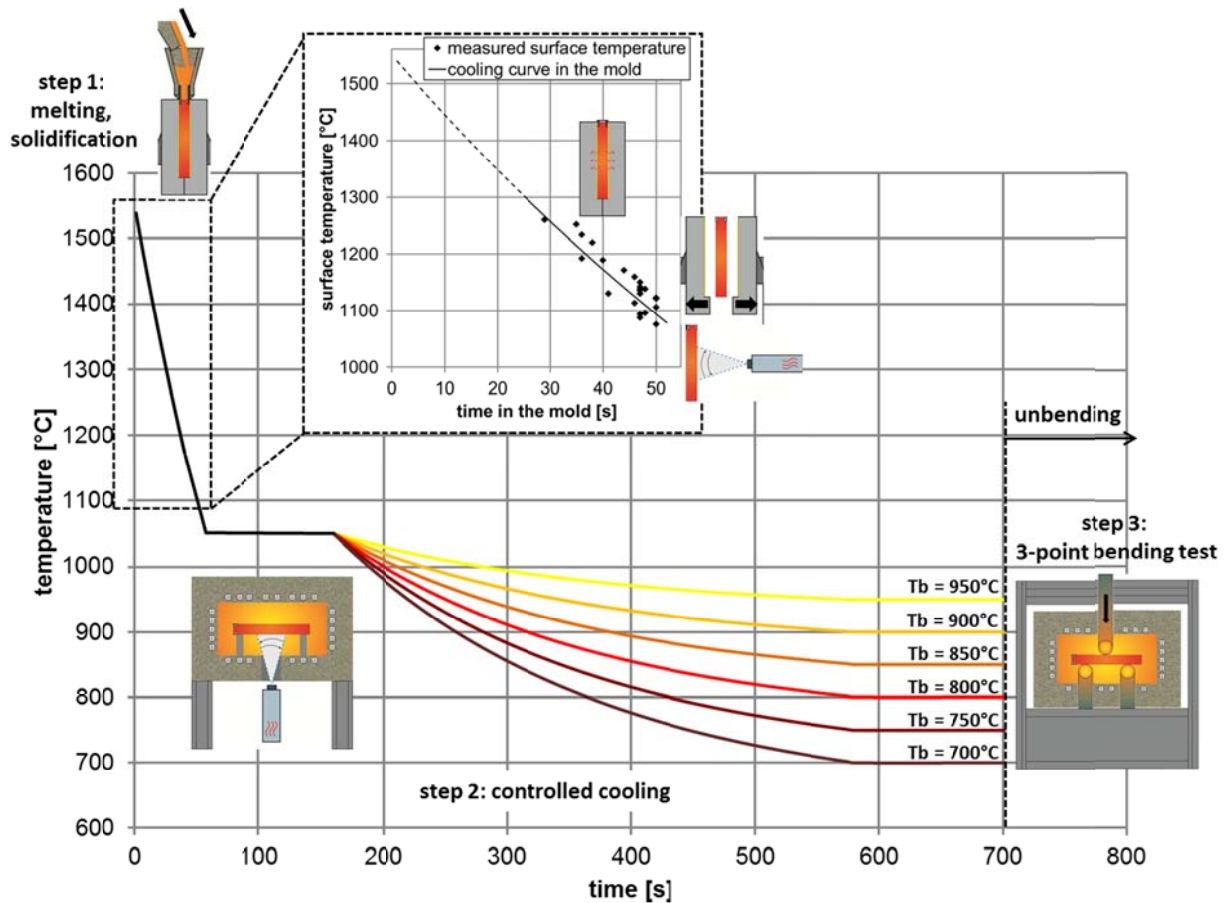 step 1:
melting,
solidification
measured surface temperature
cooling curve in the mold
surface temperature [°C]
1500
1400
1300
1200
1100
1000
0 10 20 30 40 50
time in the mold [s]
temperature [°C]
1600
1500
1400
1300
1200
1100
1000
900
800
700
600
unbending
step 3:
3-point bending test
Tb = 950°C
Tb = 900°C
Tb = 850°C
Tb = 800°C
Tb = 750°C
Tb = 700°C
step 2: controlled cooling
0 100 200 300 400 500 600 700 800
time [s]